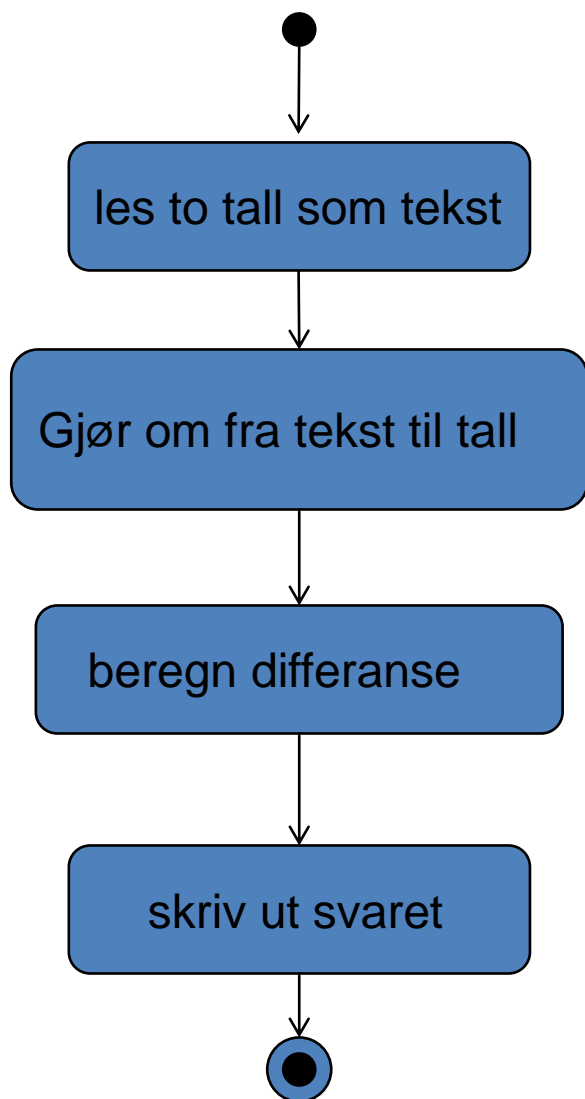 les to tall som tekst
Gjør om fra tekst til tall
beregn differanse
skriv ut svaret